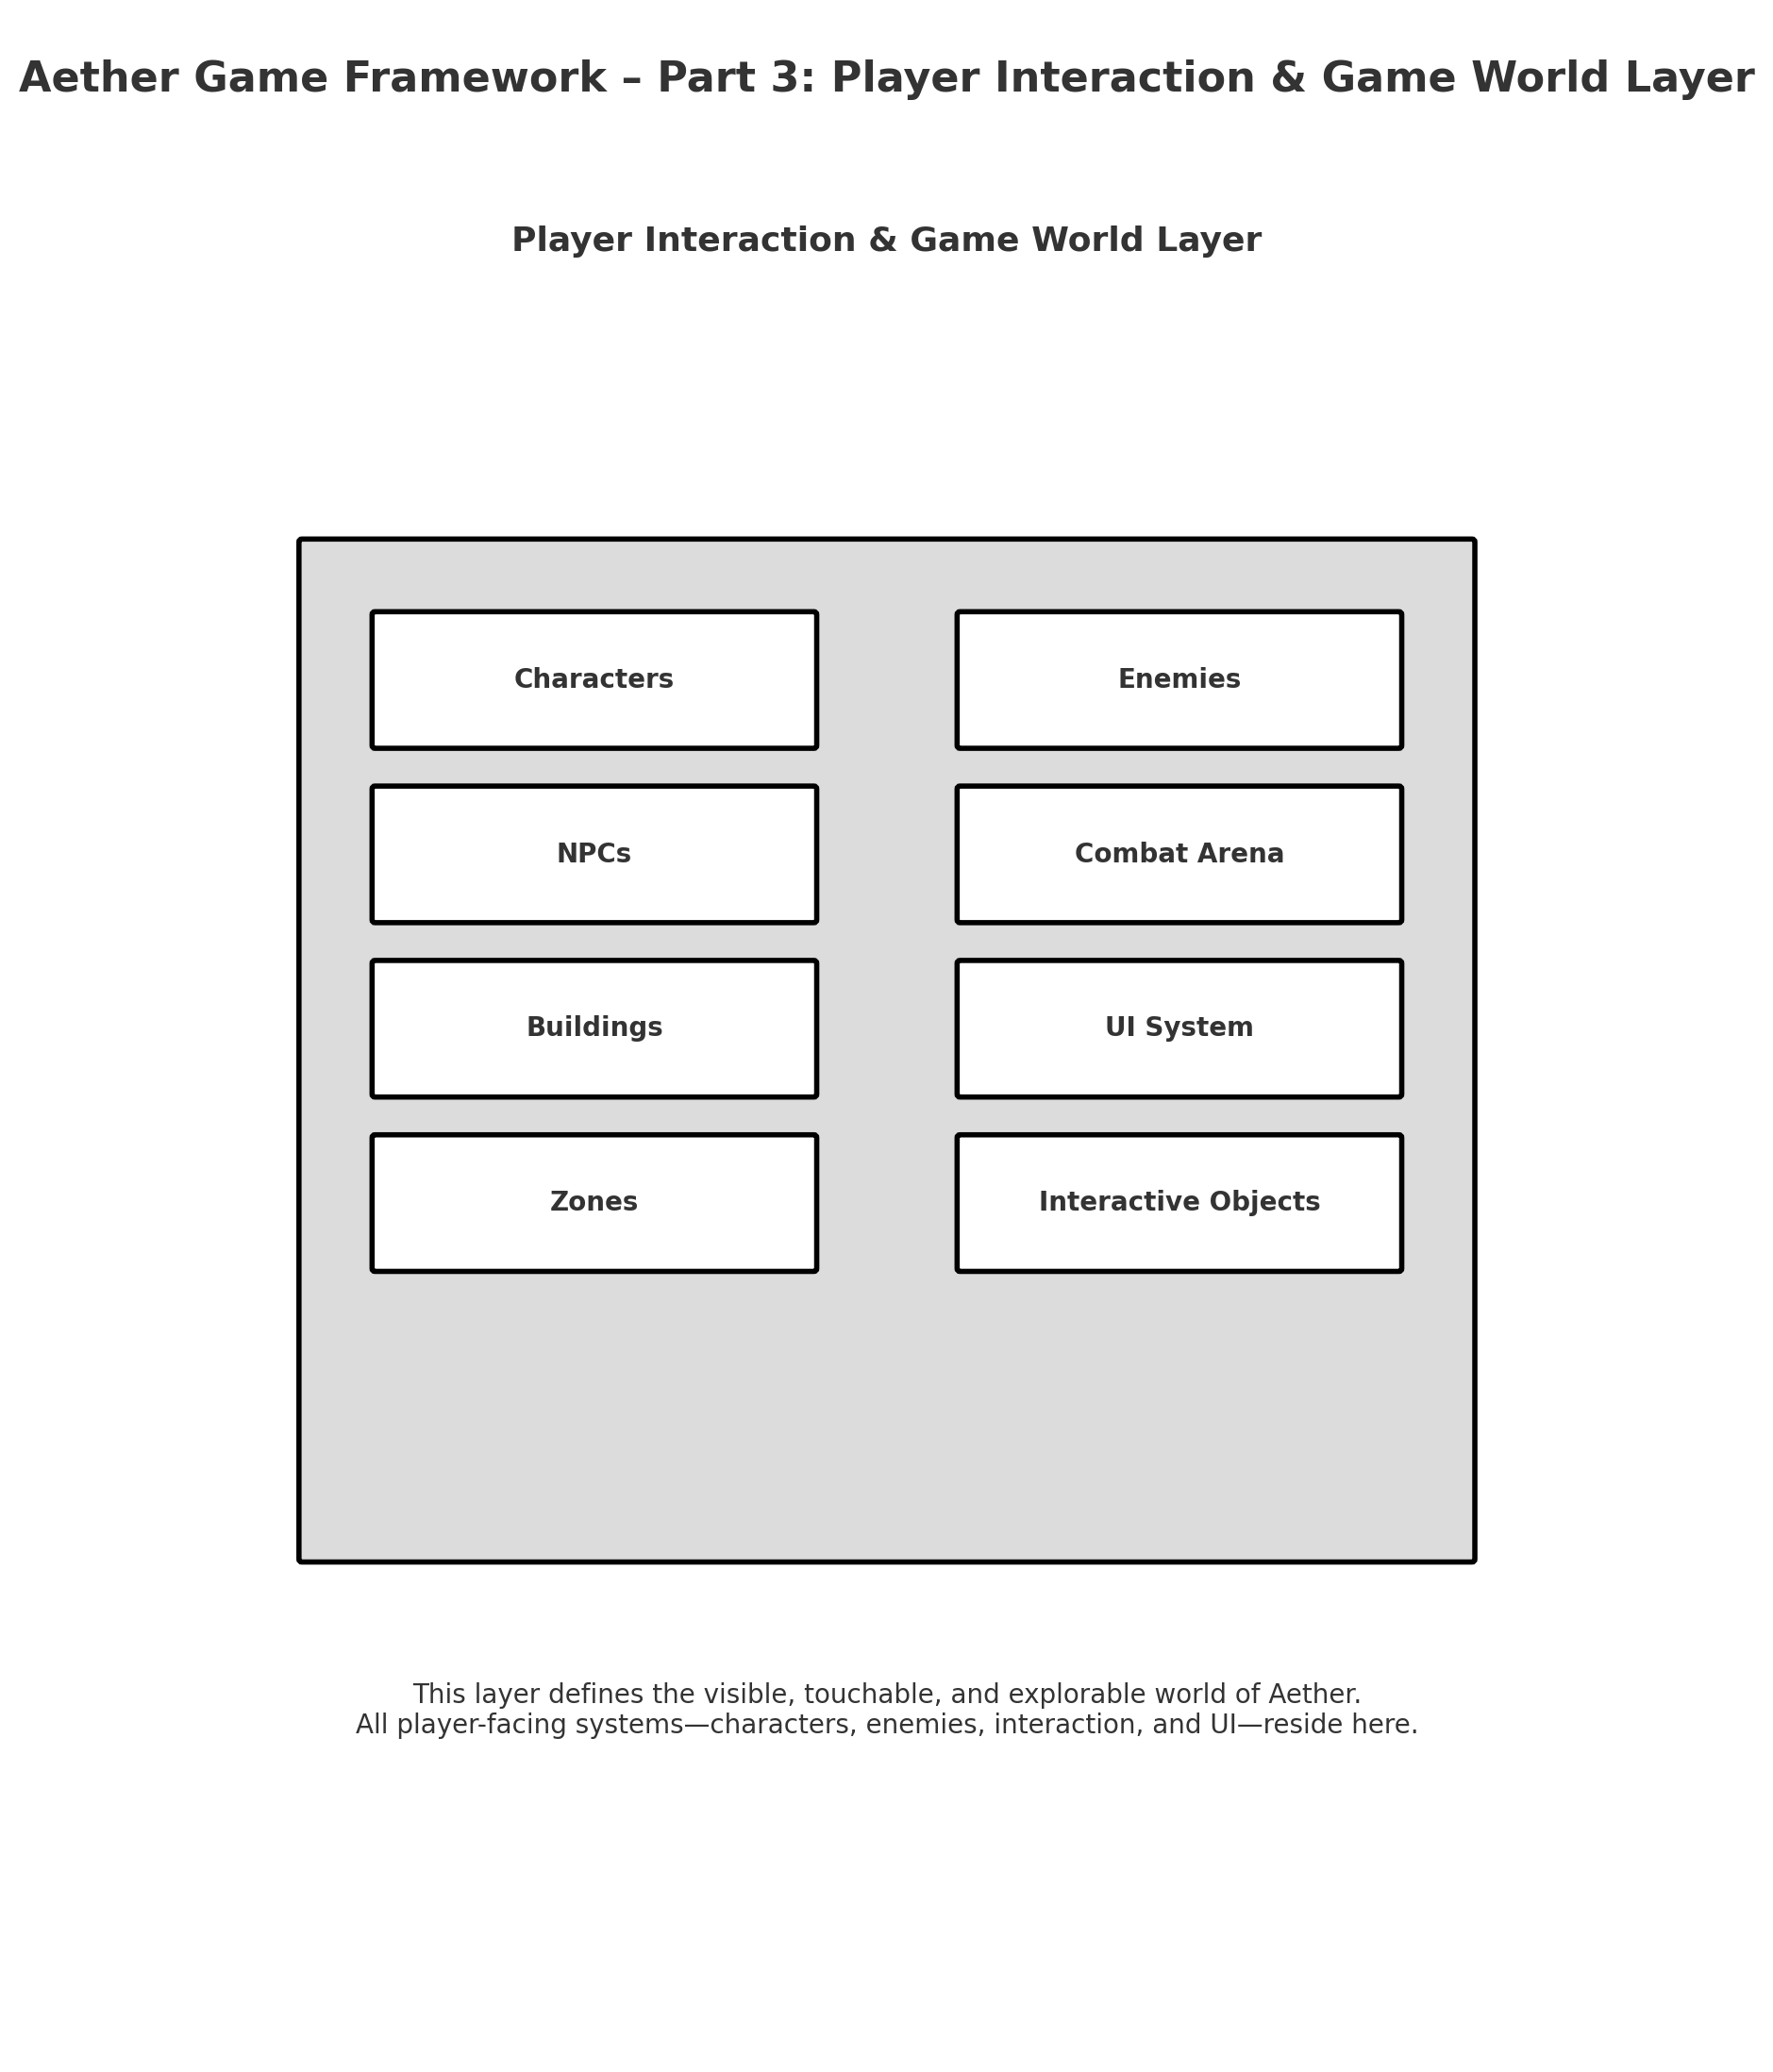 Aether Game Framework – Part 3: Player Interaction & Game World Layer
Player Interaction & Game World Layer
Characters
Enemies
NPCs
Combat Arena
Buildings
UI System
Zones
Interactive Objects
This layer defines the visible, touchable, and explorable world of Aether.
All player-facing systems—characters, enemies, interaction, and UI—reside here.